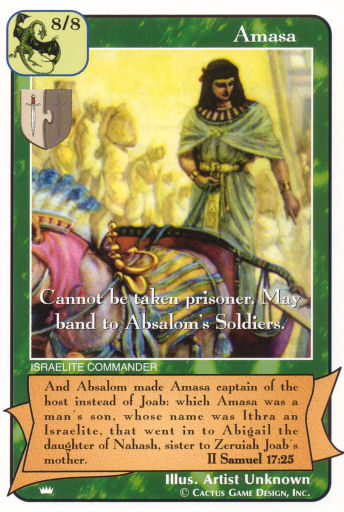 8/8
Amasa
Cannot be taken prisoner. May
band to Absalom's Soldiers.
ISRAELITE COMMANDER
And Absalom made Amasa captain of the
host instead of Joab: which Amasa was a
man's son, whose name was Ithra an
Israelite, that went in to Abigail the
daughter of Nahash, sister to Zeruiah Joab's
mother. II Samuel 17:25
Illus. Artist Unknown
© CACTUS GAME DESIGN, INC.